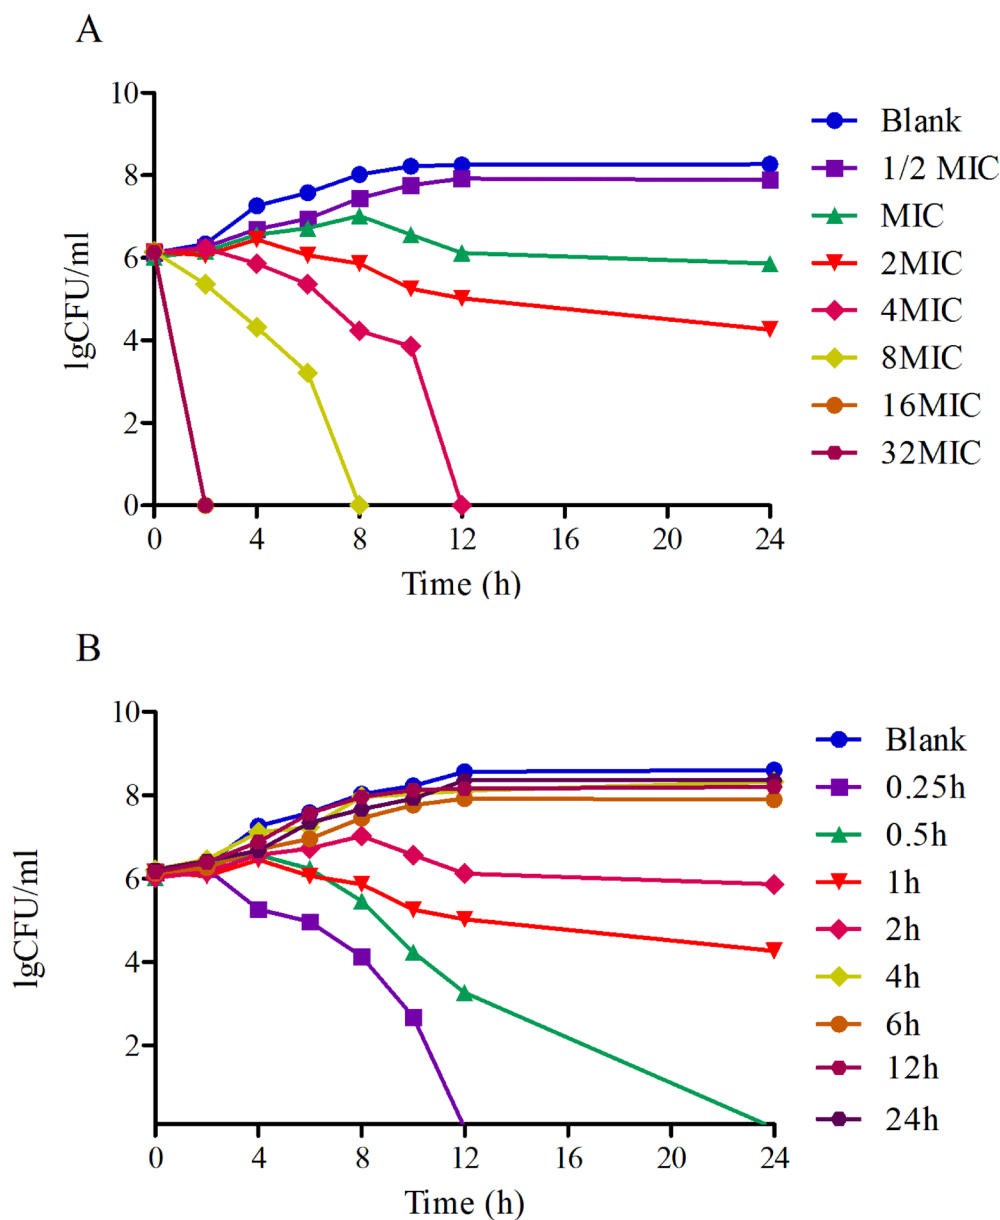 A
10
8
6
4
2
0
lgCFU/ml
0 4 8 12 16 20 24
Time (h)
Blank
1/2 MIC
MIC
2MIC
4MIC
8MIC
16MIC
32MIC
B
10
8
6
4
2
lgCFU/ml
0 4 8 12 16 20 24
Time (h)
Blank
0.25h
0.5h
1h
2h
4h
6h
12h
24h